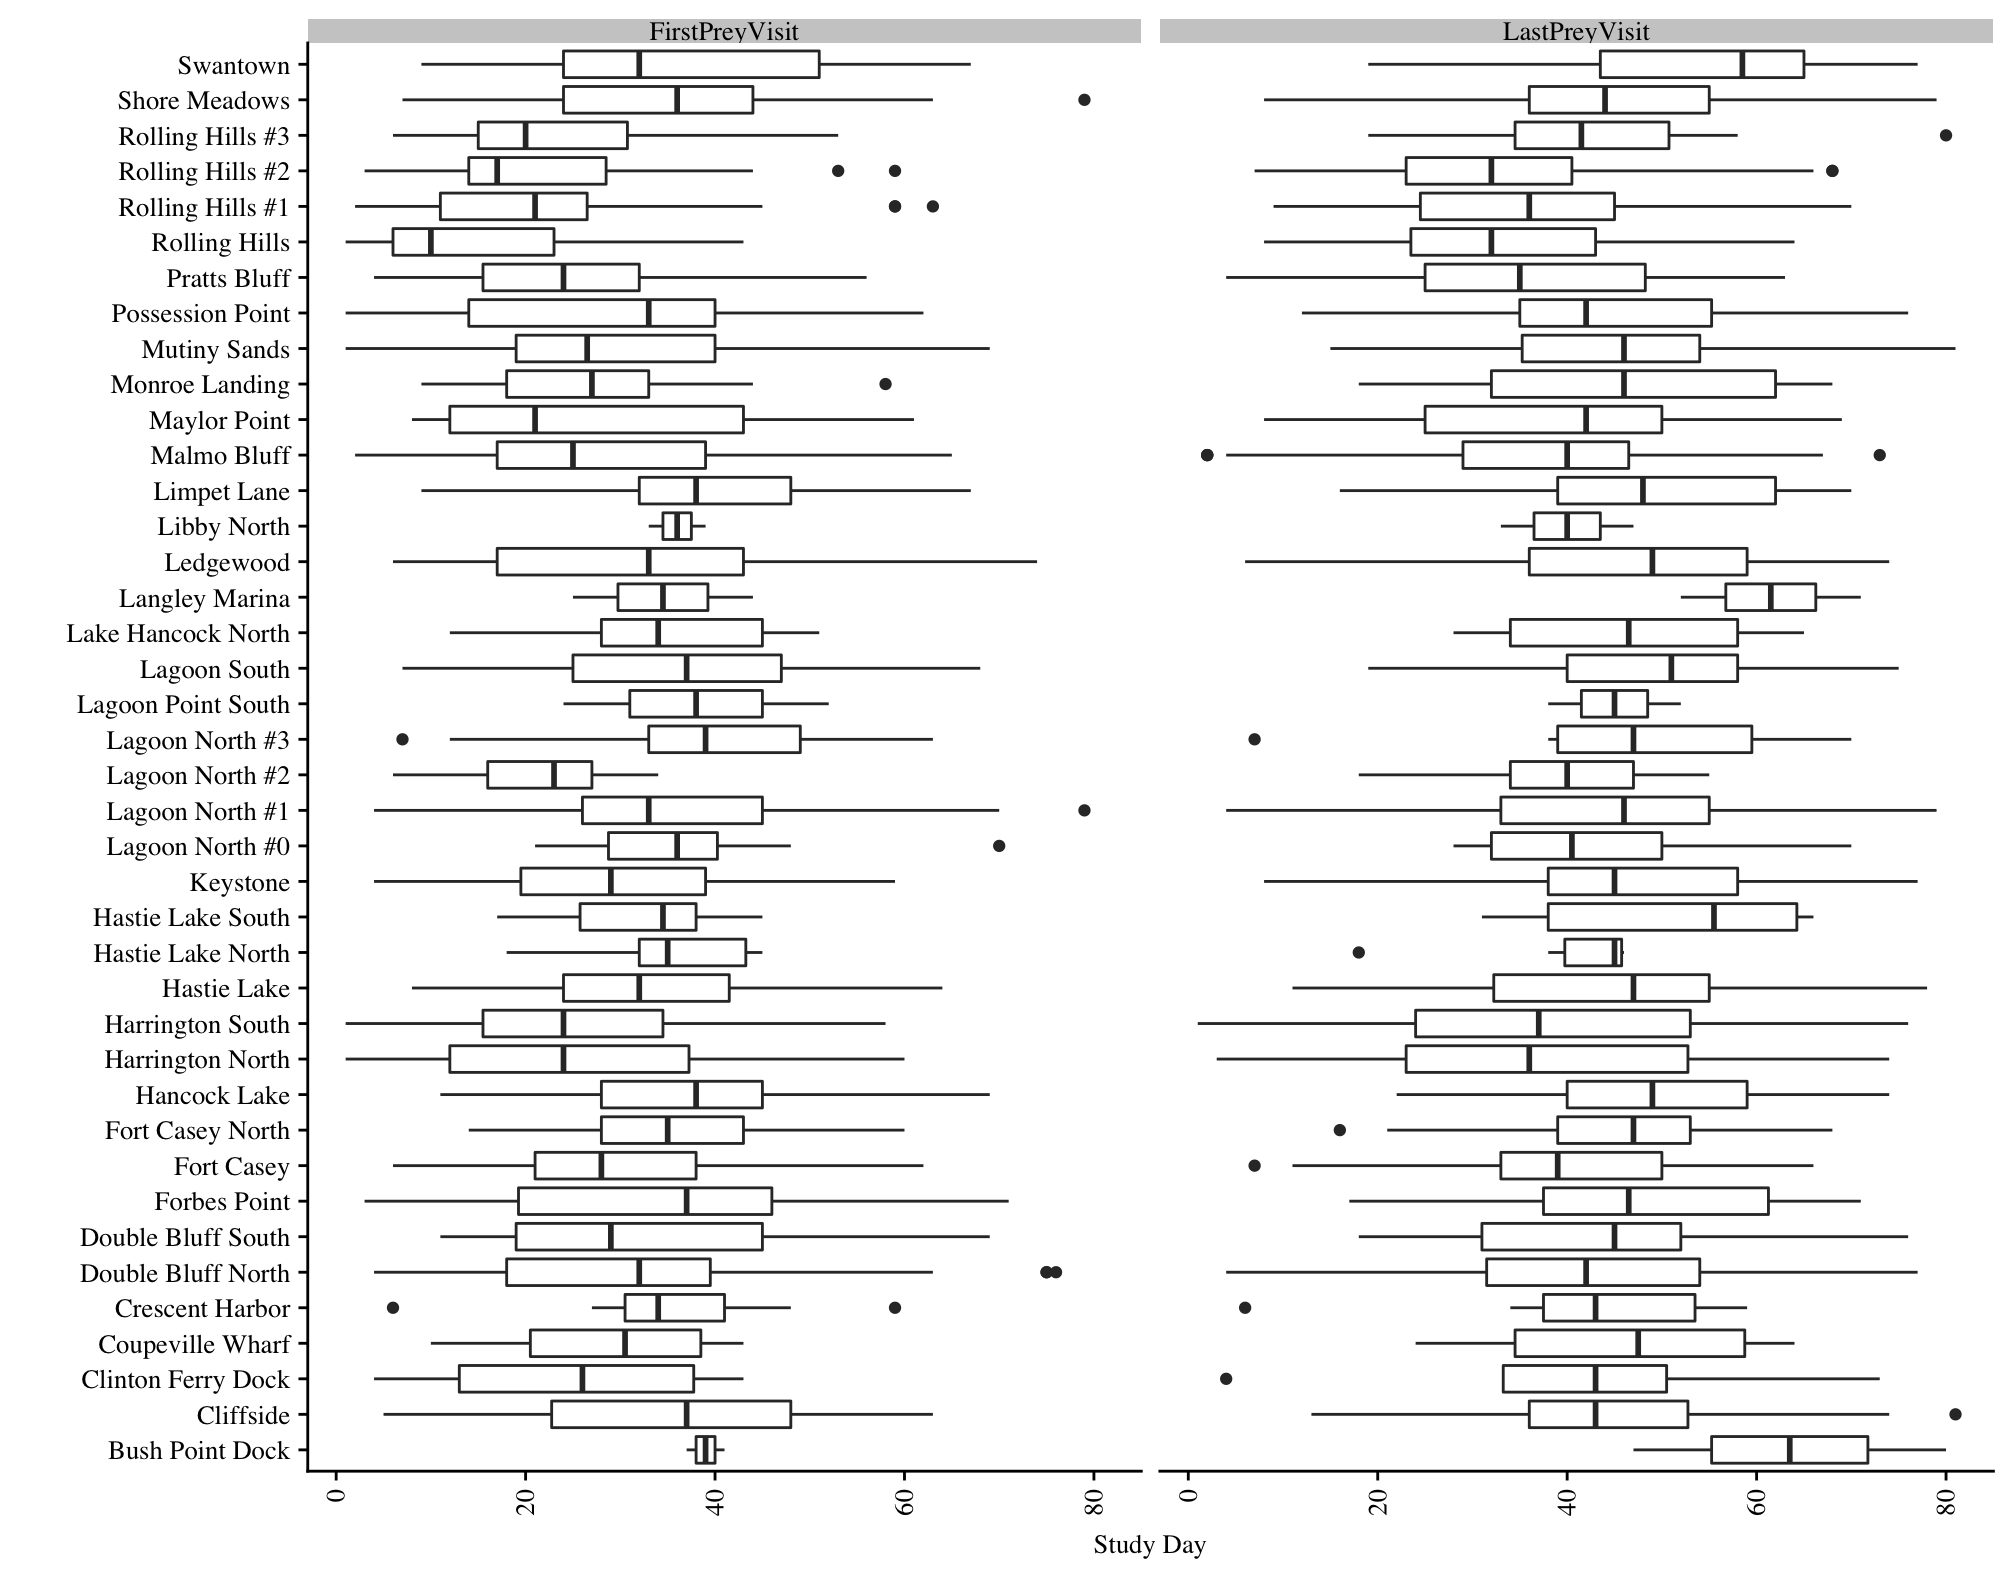 FirstPreyVisit LastPreyVisit
Swantown
Shore Meadows
Rolling Hills #3
Rolling Hills #2
Rolling Hills #1
Rolling Hills
Pratts Bluff
Possession Point
Mutiny Sands
Monroe Landing
Maylor Point
Malmo Bluff
Limpet Lane
Libby North
Ledgewood
Langley Marina
Lake Hancock North
Lagoon South
Lagoon Point South
Lagoon North #3
Lagoon North #2
Lagoon North #1
Lagoon North #0
Keystone
Hastie Lake South
Hastie Lake North
Hastie Lake
Harrington South
Harrington North
Hancock Lake
Fort Casey North
Fort Casey
Forbes Point
Double Bluff South
Double Bluff North
Crescent Harbor
Coupeville Wharf
Clinton Ferry Dock
Cliffside
Bush Point Dock
0 20 40 60 80 0 20 40 60 80
Study Day